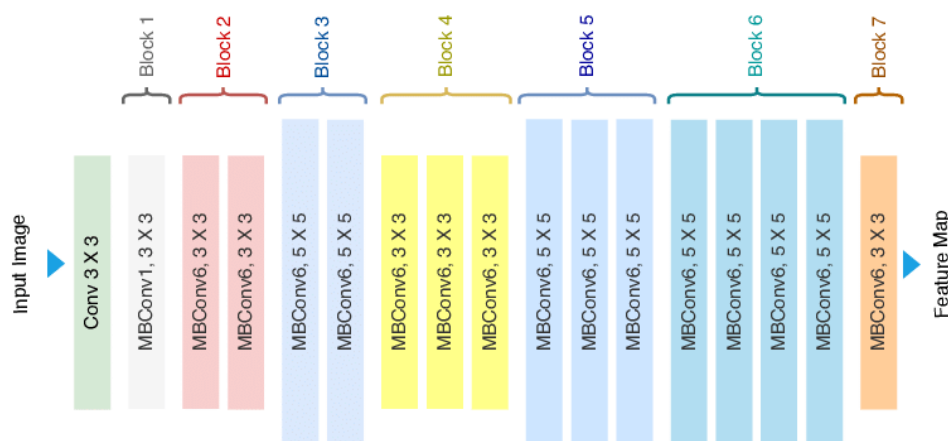 Block 1
Block 2
Block 3
Block 4
Block 5
Block 6
Block 7
Input Image
Conv 3 X 3
MBConv1, 3 X 3
MBConv6, 3 X 3
MBConv6, 3 X 3
MBConv6, 5 X 5
MBConv6, 5 X 5
MBConv6, 3 X 3
MBConv6, 3 X 3
MBConv6, 3 X 3
MBConv6, 5 X 5
MBConv6, 5 X 5
MBConv6, 5 X 5
MBConv6, 5 X 5
MBConv6, 5 X 5
MBConv6, 5 X 5
MBConv6, 5 X 5
MBConv6, 3 X 3
Feature Map